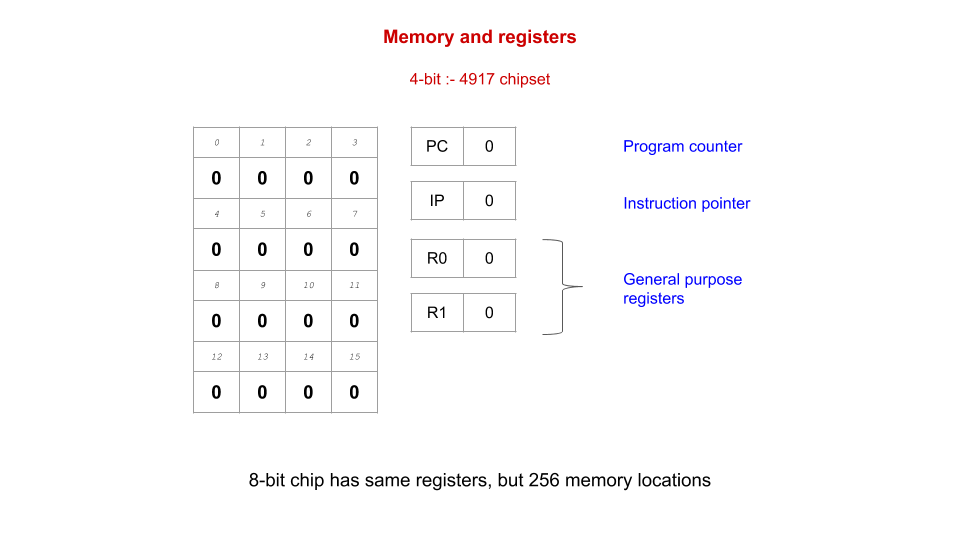 Memory and registers
4-bit :- 4917 chipset
0 1 2 3
0 0 0 0
4 5 6 7
0 0 0 0
8 9 10 11
0 0 0 0
12 13 14 15
0 0 0 0
PC 0
Program counter
IP 0
Instruction pointer
R0 0
R1 0
General purpose
registers
8-bit chip has same registers, but 256 memory locations